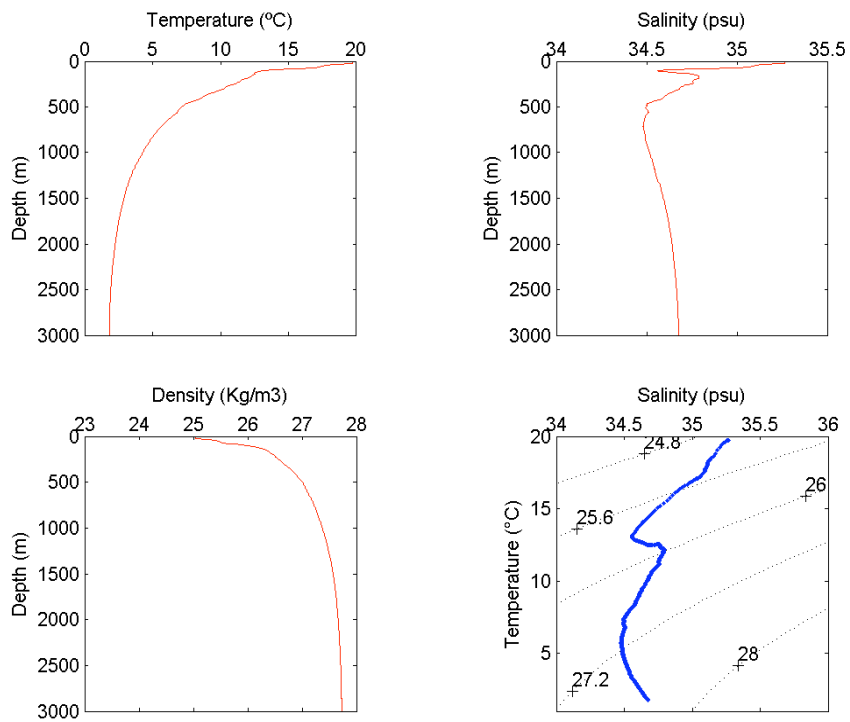 Temperature (ºC)
0 5 10 15 20
0
500
1000
1500
2000
2500
3000
Depth (m)
Salinity (psu)
34 34.5 35 35.5
0
500
1000
1500
2000
2500
3000
Depth (m)
Density (Kg/m3)
23 24 25 26 27 28
0
500
1000
1500
2000
2500
3000
Depth (m)
Salinity (psu)
34 34.5 35 35.5 36
20
15
10
5
Temperature (°C)
24.8
26
25.6
28
27.2